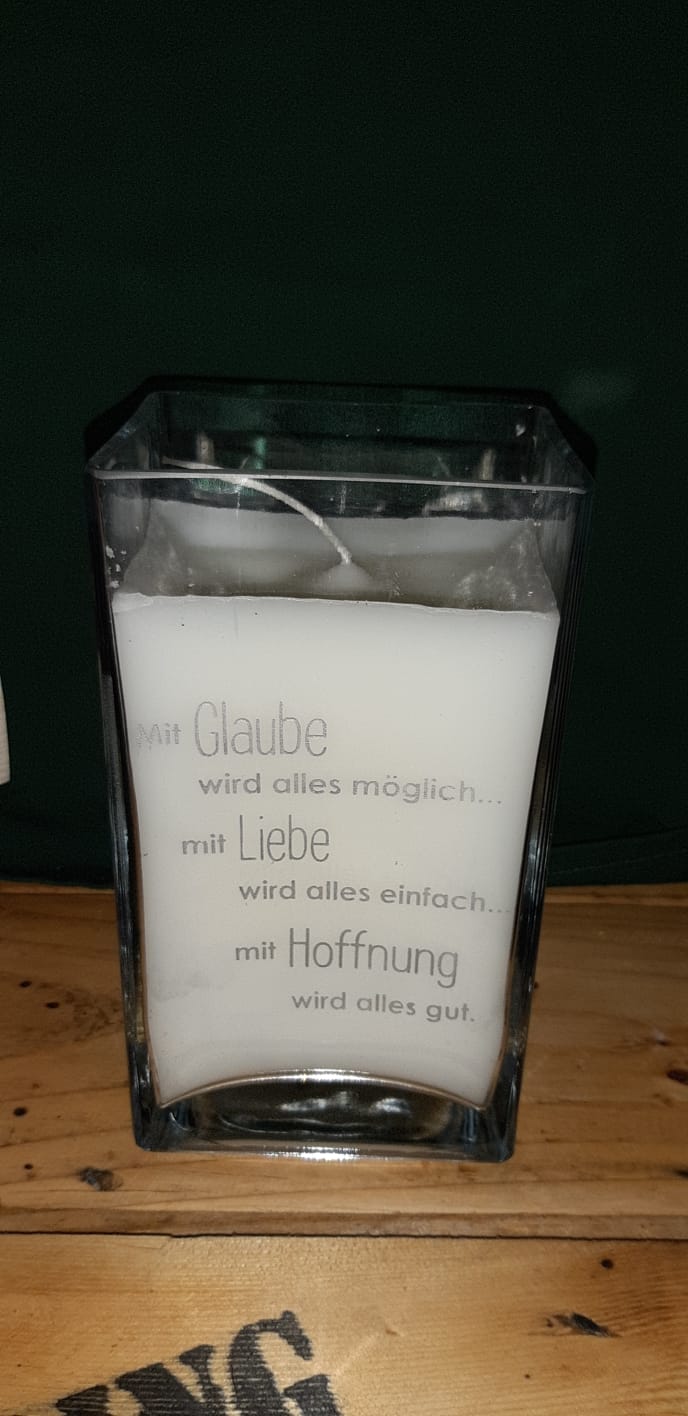 Mit Glaube
wird alles möglich...
mit Liebe
wird alles einfach...
mit Hoffnung
wird alles gut.